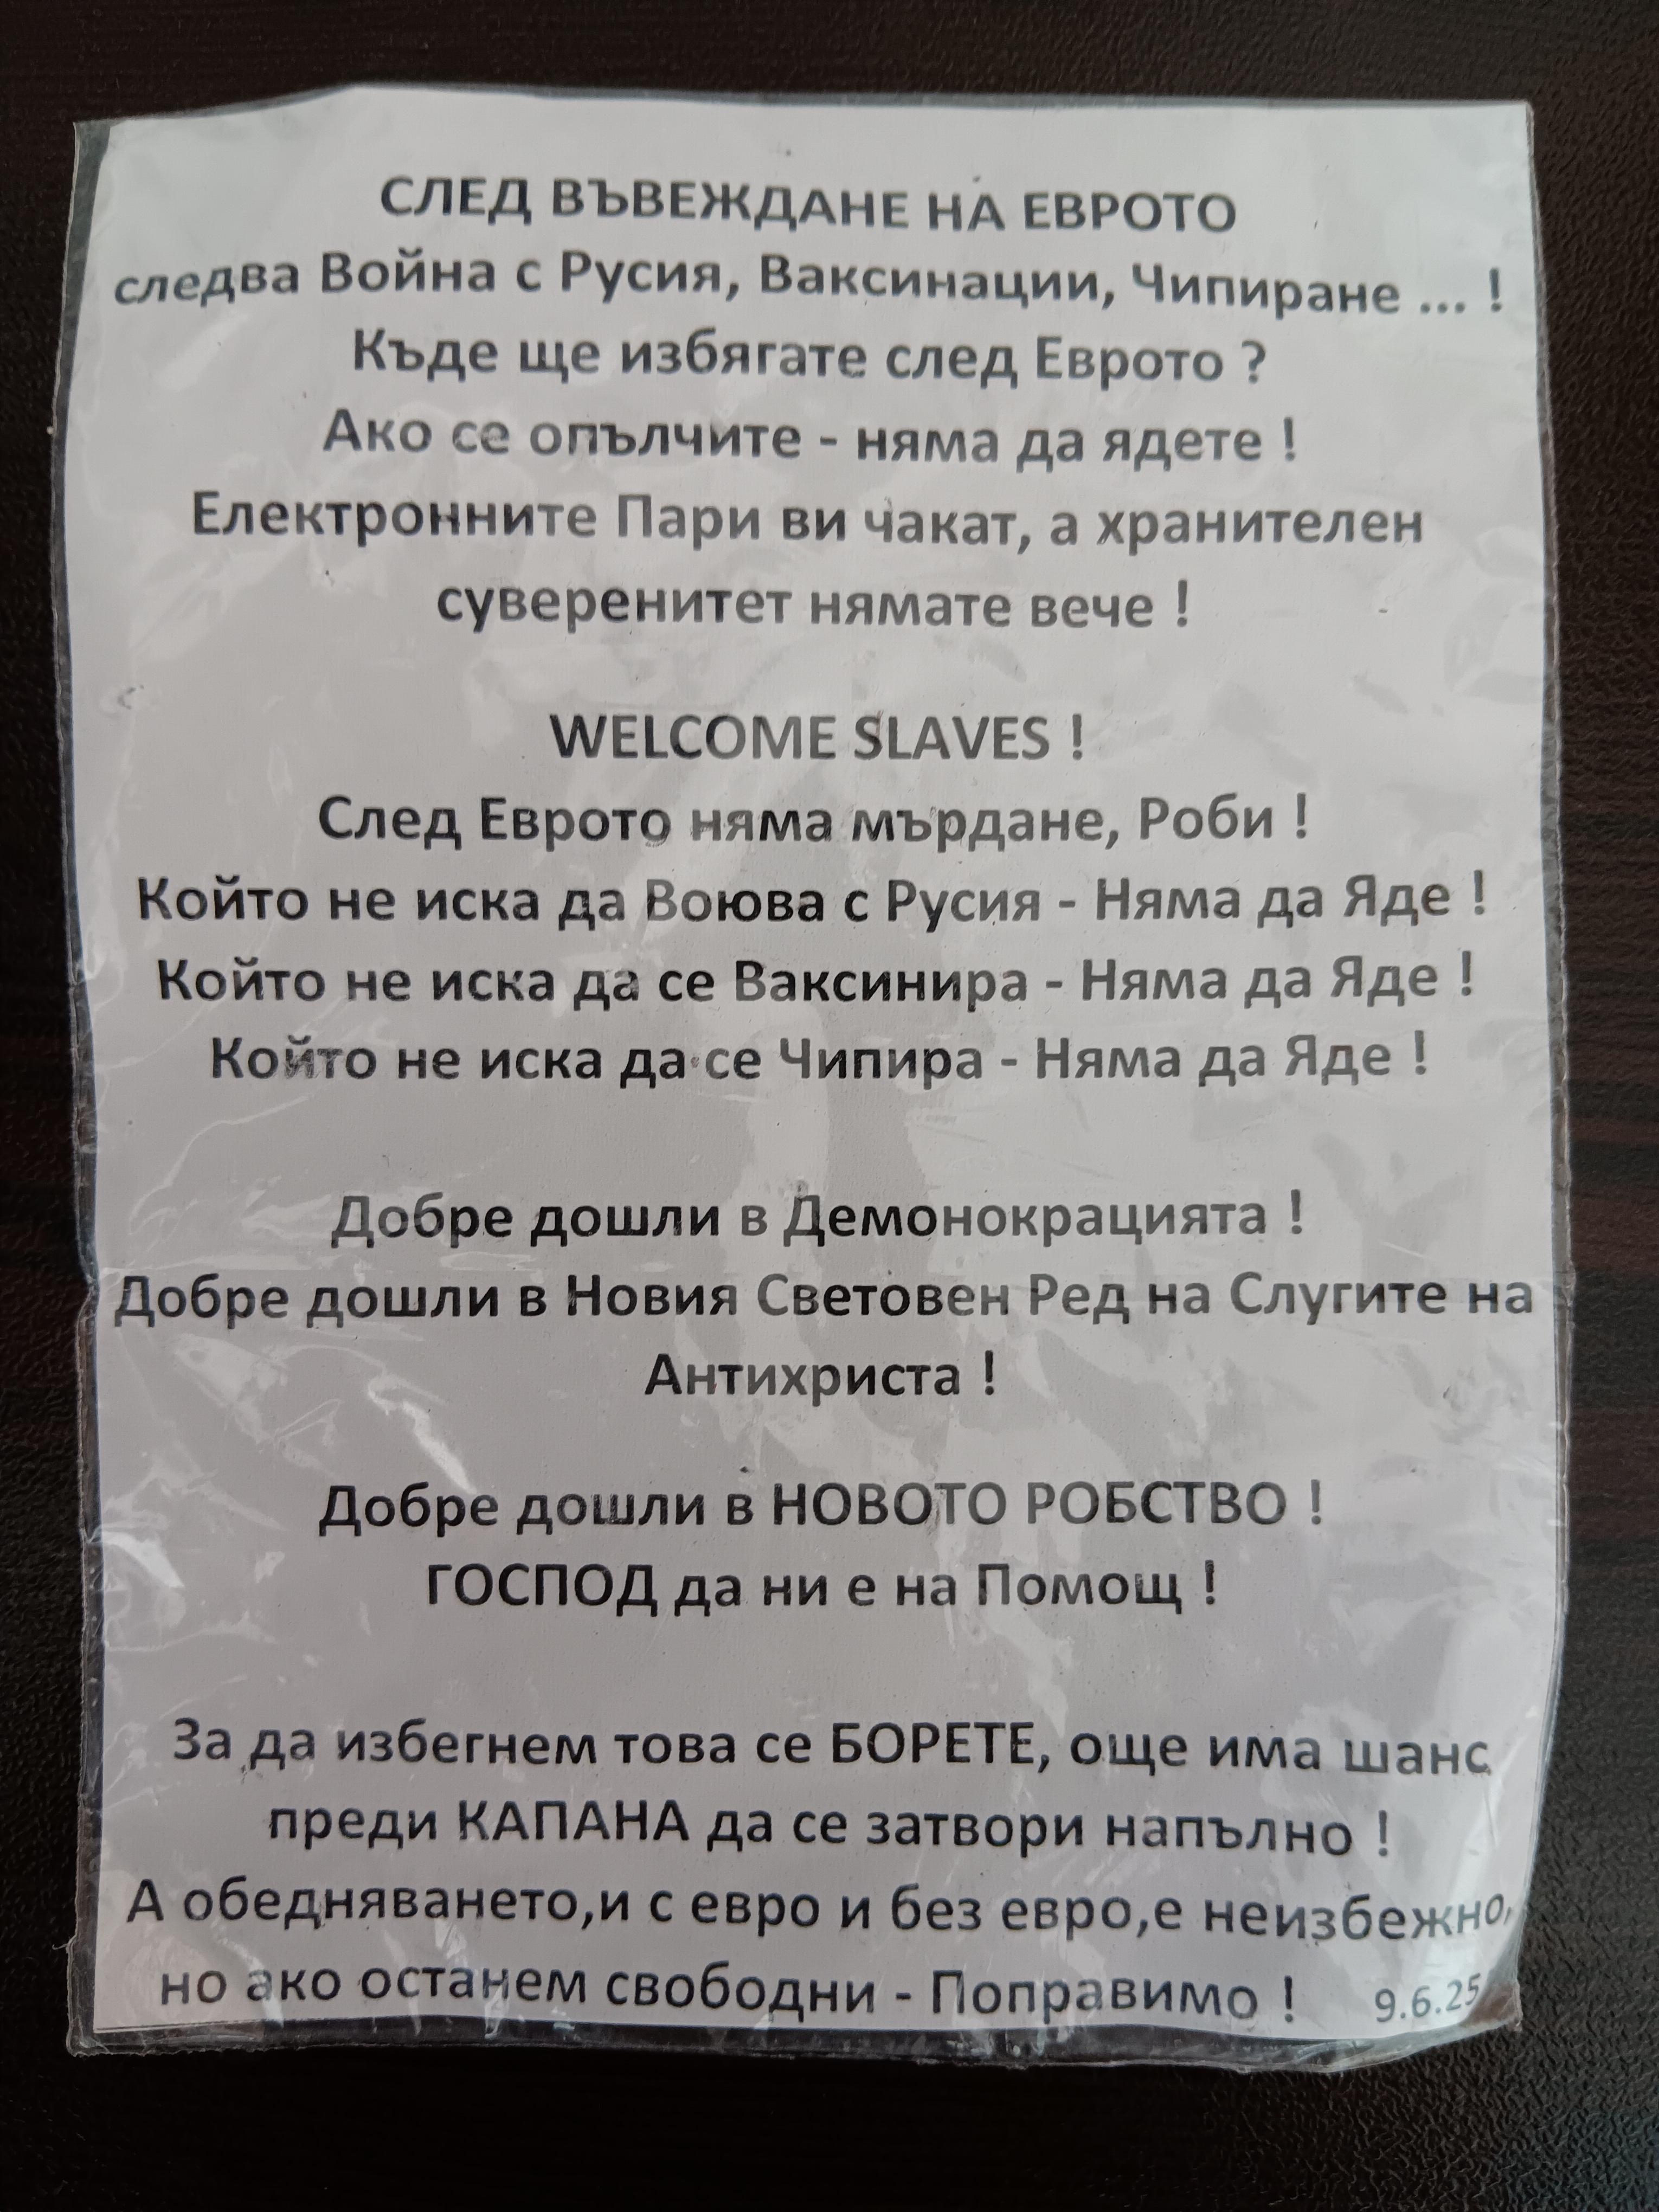 СЛЕД ВЪВЕЖДАНЕ НА ЕВРОТО
следва Война с Русия, Ваксинации, Чипиране ... !
Къде ще избягате след Еврото ?
Ако се опълчите - няма да ядете !
Електронните Пари ви чакат, а хранителен
суверенитет нямате вече !
WELCOME SLAVES !
След Еврото няма мърдане, Роби !
Който не иска да Воюва с Русия - Няма да Яде !
Който не иска да се Ваксинира - Няма да Яде !
Който не иска да се Чипира - Няма да Яде !
Добре дошли в Демонокрацията !
Добре дошли в Новия Световен Ред на Слугите на
Антихриста !
Добре дошли в НОВОТО РОБСТВО !
ГОСПОД да ни е на Помощ !
За да избегнем това се БОРЕТЕ, още има шанс
преди КАПАНА да се затвори напълно !
А обедняването,и с евро и без евро,е неизбежно,
но ако останем свободни - Поправимо ! 9.6.25